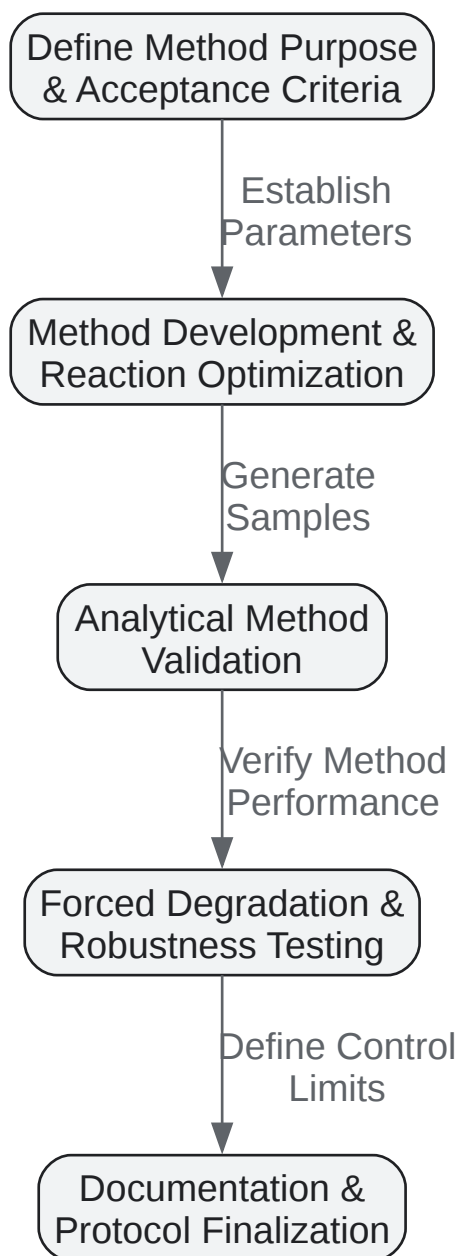 Define Method Purpose
& Acceptance Criteria
Establish
Parameters
Method Development &
Reaction Optimization
Generate
Samples
Analytical Method
Validation
Verify Method
Performance
Forced Degradation &
Robustness Testing
Define Control
Limits
Documentation &
Protocol Finalization